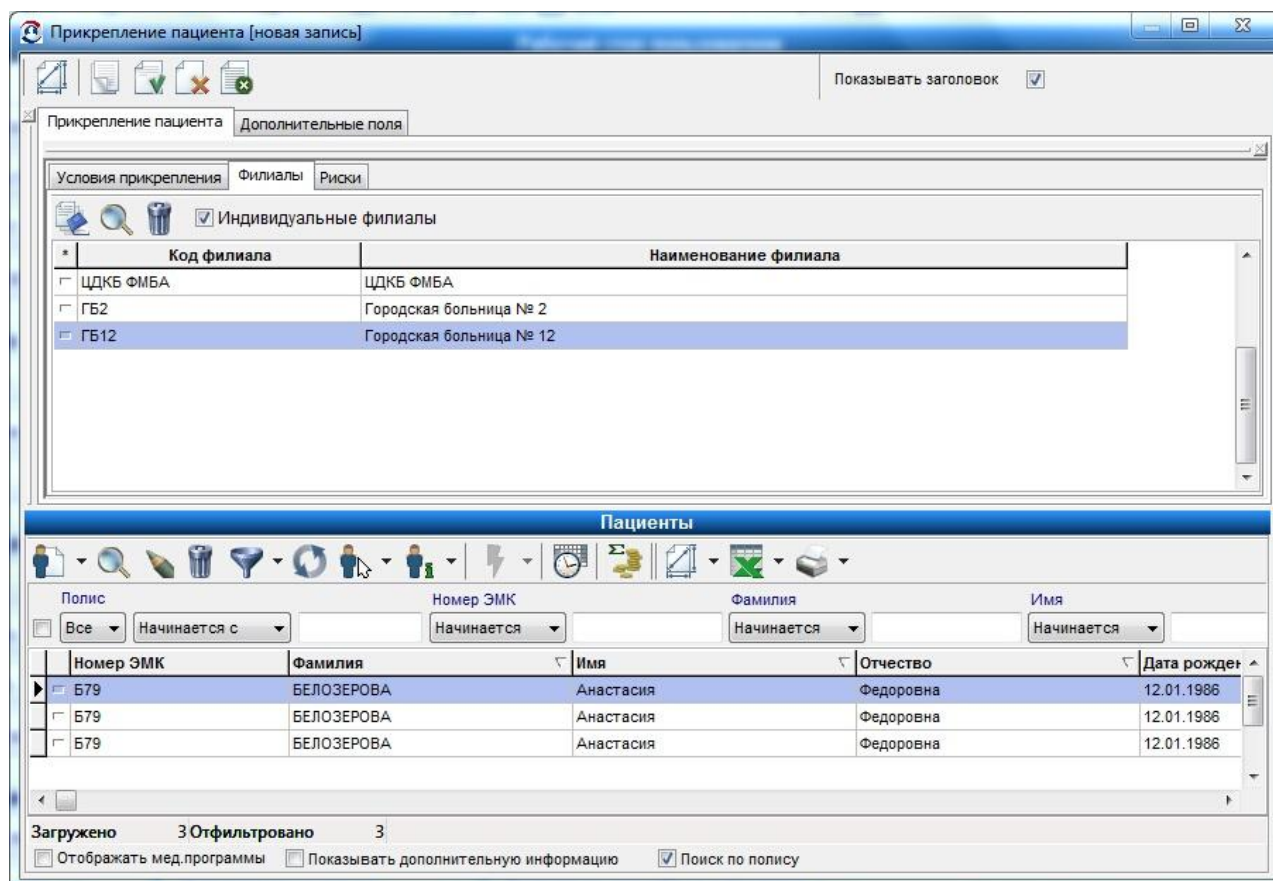 Прикрепление пациента [новая запись]
Показывать заголовок
Прикрепление пациента Дополнительные поля
Условия прикрепления Филиалы Риски
Индивидуальные филиалы
* Код филиала Наименование филиала
ЦДКБ ФМБА ЦДКБ ФМБА
ГБ2 Городская больница № 2
ГБ12 Городская больница № 12
Пациенты
Полис Номер ЭМК Фамилия Имя
Все Начинается с Начинается Начинается Начинается
Номер ЭМК Фамилия Имя Отчество Дата рожден
Б79 БЕЛОЗЕРОВА Анастасия Федоровна 12.01.1986
Б79 БЕЛОЗЕРОВА Анастасия Федоровна 12.01.1986
Б79 БЕЛОЗЕРОВА Анастасия Федоровна 12.01.1986
Загружено 3 Отфильтровано 3
Отображать мед.программы Показывать дополнительную информацию Поиск по полису